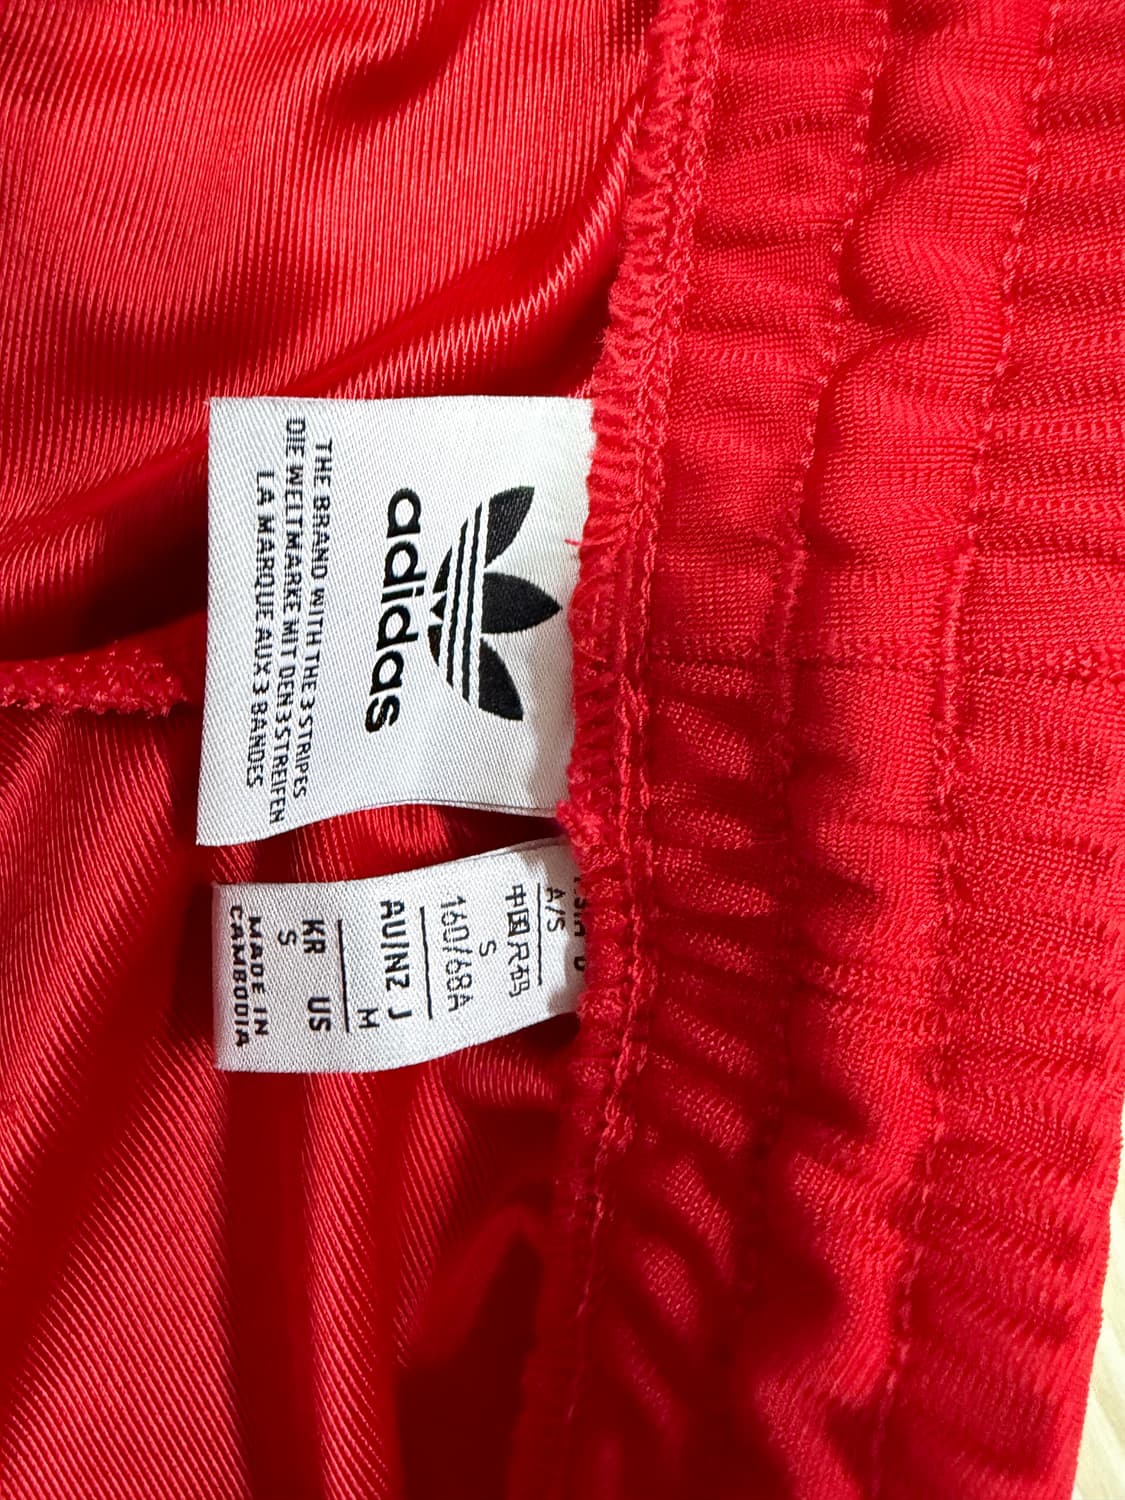 adidas
THE BRAND WITH THE 3 STRIPES
DIE WELTMARKE MIT DEN 3 STREIFEN
LA MARQUE AUX 3 BANDES
A/S
中国尺码
S
160/68A
AU/NZ J
M
KR US
S
MADE IN
CAMBODIA